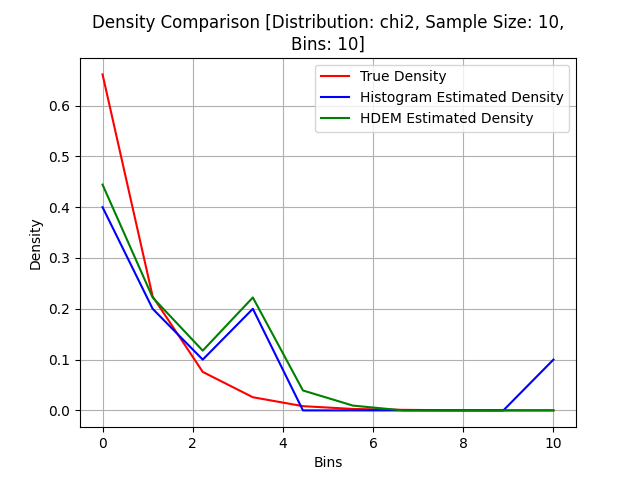 Density Comparison [Distribution: chi2, Sample Size: 10,
Bins: 10]
True Density
Histogram Estimated Density
HDEM Estimated Density
Density
0.6
0.5
0.4
0.3
0.2
0.1
0.0
0 2 4 6 8 10
Bins